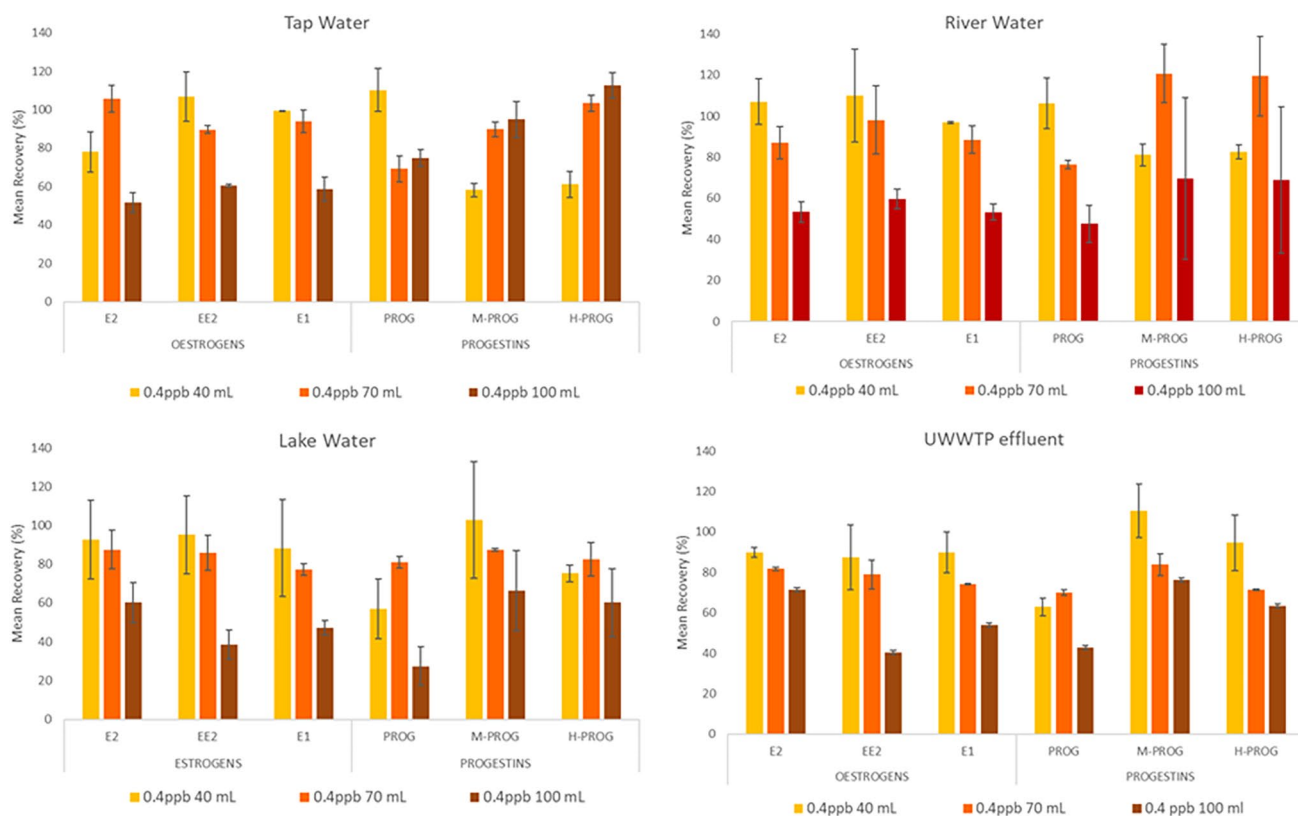 Tap Water
Mean Recovery (%)
140
120
100
80
60
40
20
0
E2 EE2 E1 PROG M-PROG H-PROG
OESTROGENS PROGESTINS
0.4ppb 40 mL 0.4ppb 70 mL 0.4ppb 100 mL
River Water
Mean Recovery (%)
140
120
100
80
60
40
20
0
E2 EE2 E1 PROG M-PROG H-PROG
OESTROGENS PROGESTINS
0.4ppb 40 mL 0.4ppb 70 mL 0.4ppb 100 mL
Lake Water
Mean Recovery (%)
140
120
100
80
60
40
20
0
E2 EE2 E1 PROG M-PROG H-PROG
ESTROGENS PROGESTINS
0.4ppb 40 mL 0.4ppb 70 mL 0.4ppb 100 mL
UWWTP effluent
Mean Recovery (%)
140
120
100
80
60
40
20
0
E2 EE2 E1 PROG M-PROG H-PROG
OESTROGENS PROGESTINS
0.4ppb 40 mL 0.4ppb 70 mL 0.4 ppb 100 ml